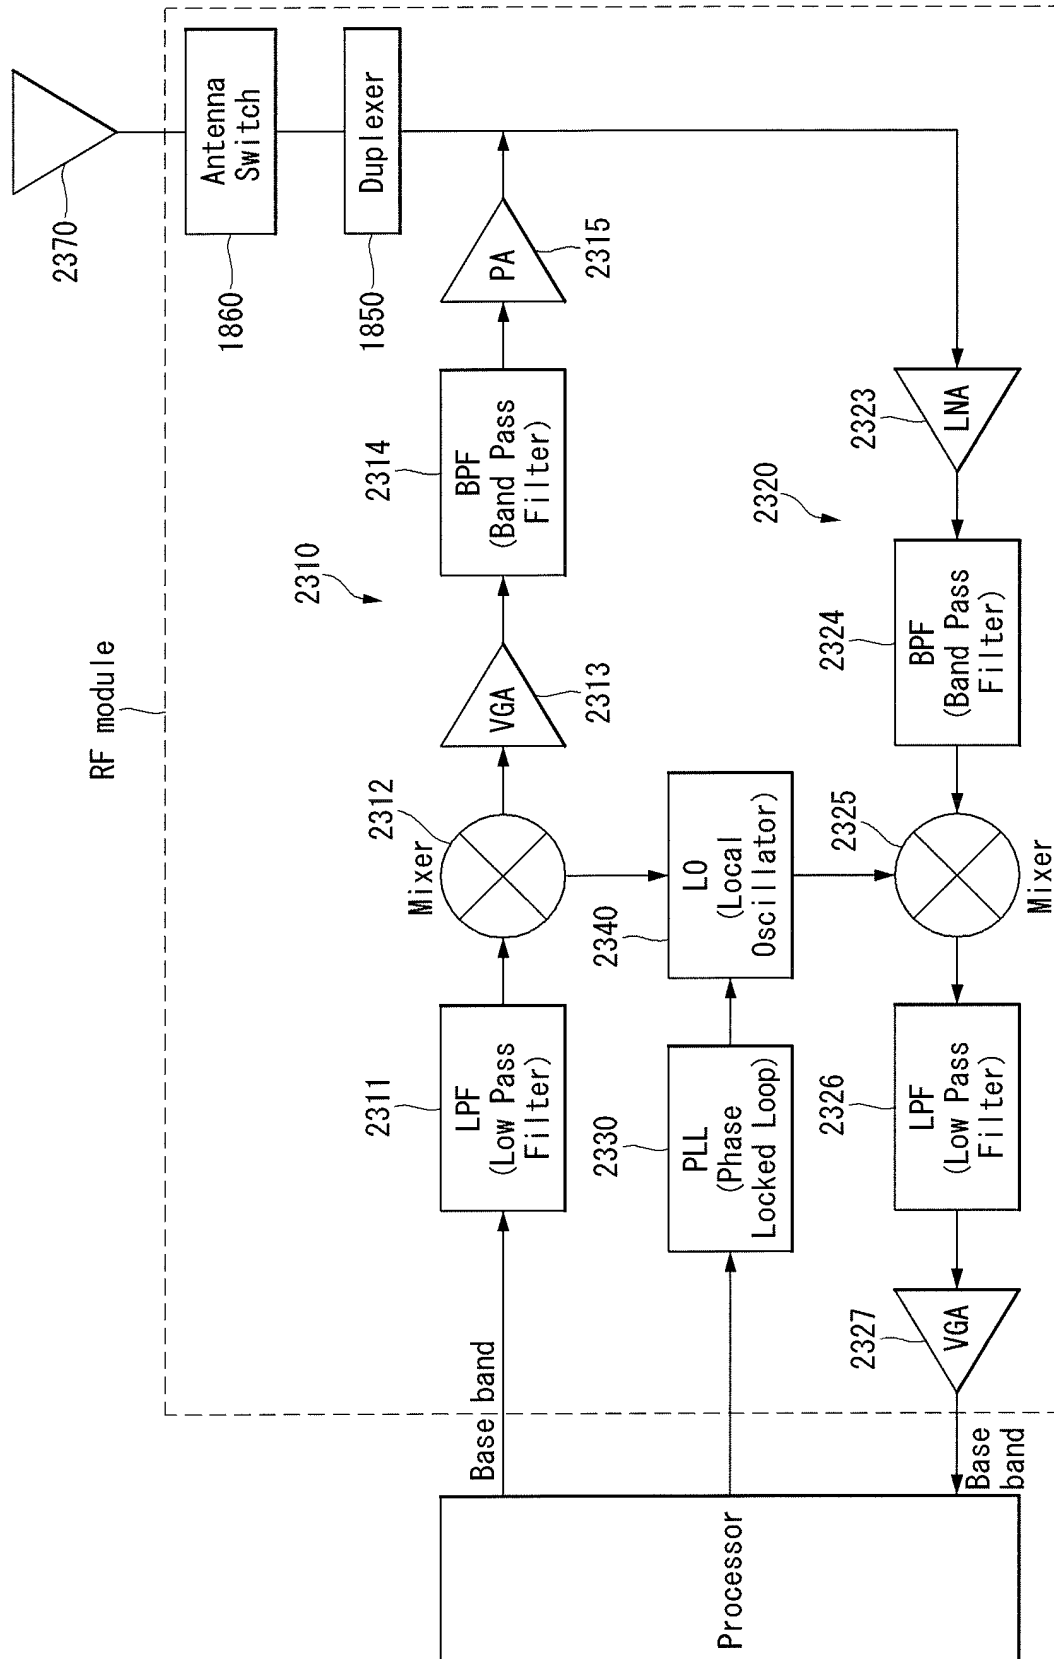 RF module
2370
Antenna
Switch
1860
Duplexer
1850
2310
Base band
LPF
(Low Pass
Filter)
2311
Mixer
2312
VGA
2313
BPF
(Band Pass
Filter)
2314
PA
2315
Processor
PLL
(Phase
Locked Loop)
2330
LO
(Local
Oscillator)
2340
2320
LNA
2323
BPF
(Band Pass
Filter)
2324
2325
Mixer
LPF
(Low Pass
Filter)
2326
VGA
2327
Base
band